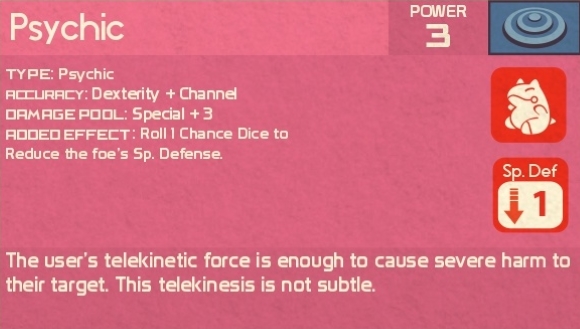 Psychic
POWER
3
TYPE: Psychic
ACCURACY: Dexterity + Channel
DAMAGE POOL: Special + 3
ADDED EFFECT: Roll 1 Chance Dice to
Reduce the foe's Sp. Defense.
Sp. Def
1
The user's telekinetic force is enough to cause severe harm to
their target. This telekinesis is not subtle.